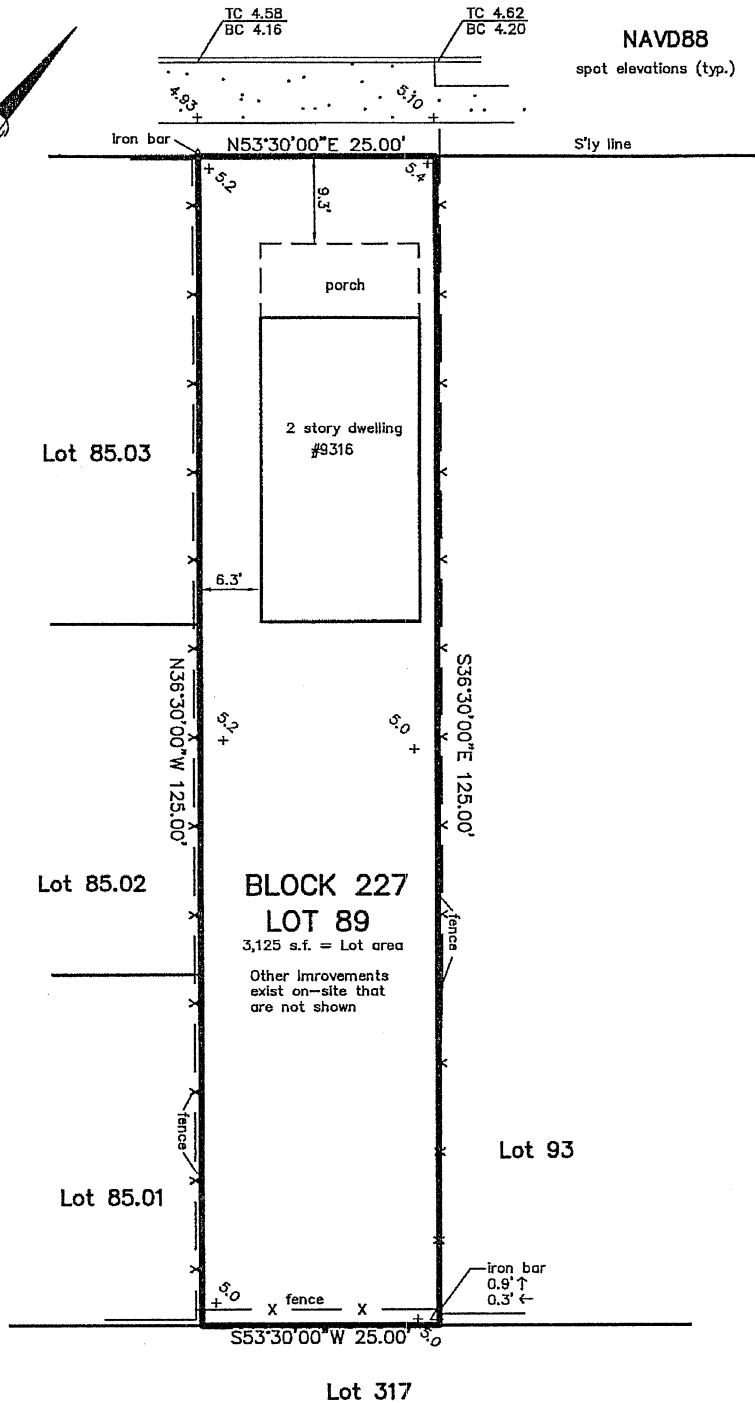 TC 4.58
BC 4.16
TC 4.62
BC 4.20
NAVD88
spot elevations (typ.)
4.93
5.10
iron bar
N53°30'00"E 25.00'
S'ly line
5.2
5.4
9.3'
porch
2 story dwelling
#9316
Lot 85.03
6.3'
N36°30'00"W 125.00'
S36°30'00"E 125.00'
5.2
5.0
Lot 85.02
BLOCK 227
LOT 89
3,125 s.f. = Lot area
fence
Other Imrovements
exist on-site that
are not shown
fence
Lot 93
Lot 85.01
iron bar
0.9' ↑
0.3' ←
5.0
fence
S53°30'00"W 25.00'
5.0
Lot 317